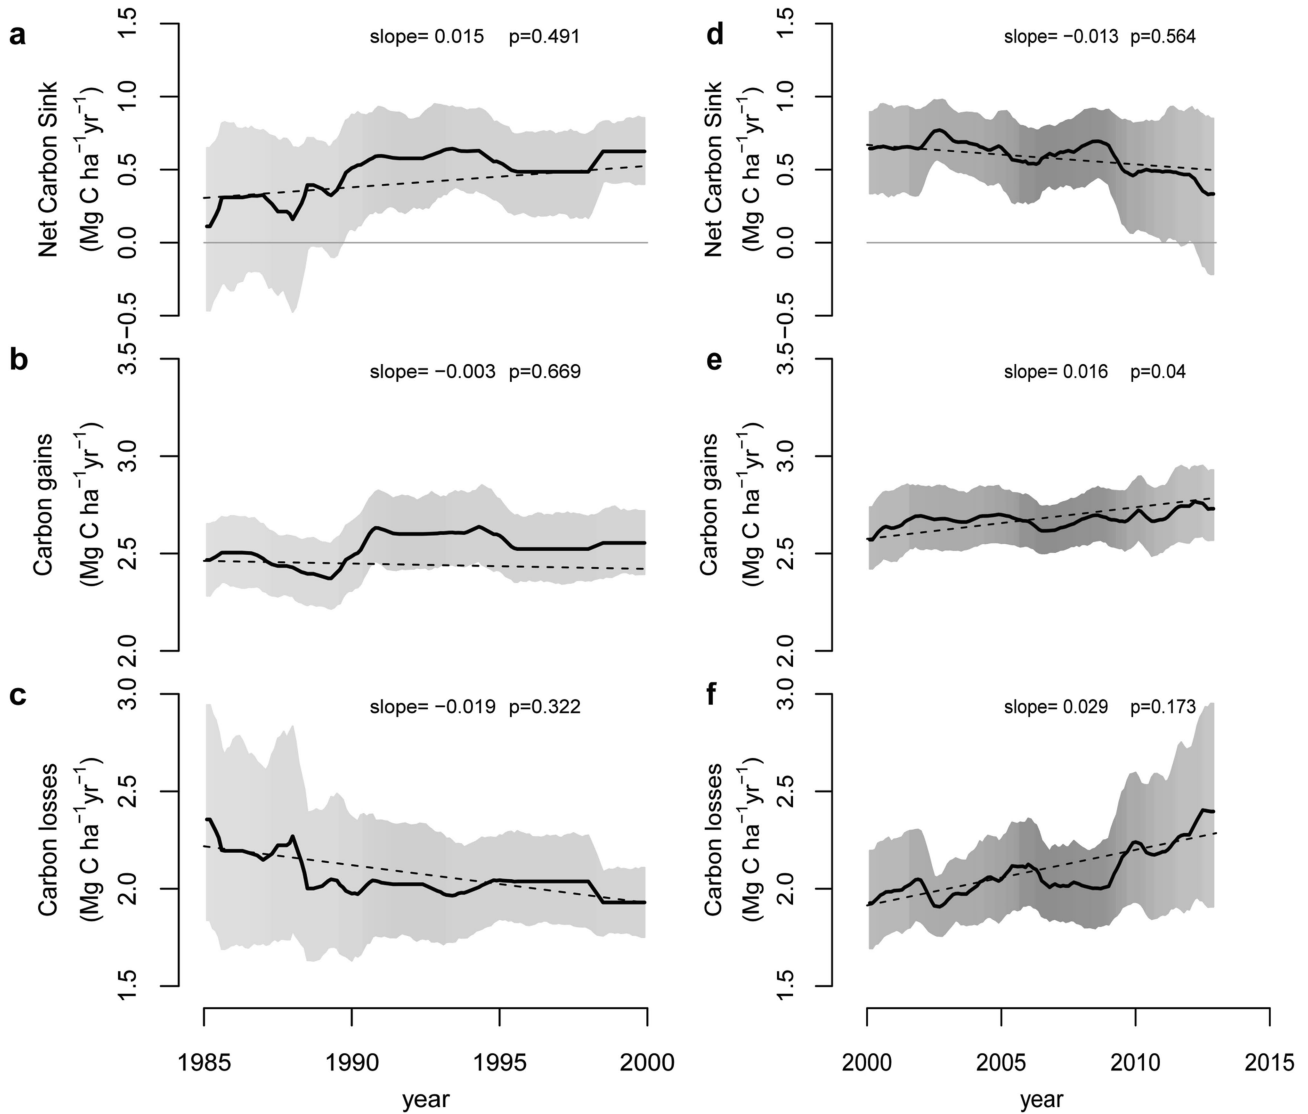 a
slope= 0.015 p=0.491
Net Carbon Sink
(Mg C ha⁻¹yr⁻¹)
1.5
1.0
0.5
0.0
−0.5
d
slope= −0.013 p=0.564
Net Carbon Sink
(Mg C ha⁻¹yr⁻¹)
1.5
1.0
0.5
0.0
−0.5
b
slope= −0.003 p=0.669
Carbon gains
(Mg C ha⁻¹yr⁻¹)
3.5
3.0
2.5
2.0
e
slope= 0.016 p=0.04
Carbon gains
(Mg C ha⁻¹yr⁻¹)
3.5
3.0
2.5
2.0
c
slope= −0.019 p=0.322
Carbon losses
(Mg C ha⁻¹yr⁻¹)
3.0
2.5
2.0
1.5
1985 1990 1995 2000
year
f
slope= 0.029 p=0.173
Carbon losses
(Mg C ha⁻¹yr⁻¹)
3.0
2.5
2.0
1.5
2000 2005 2010 2015
year